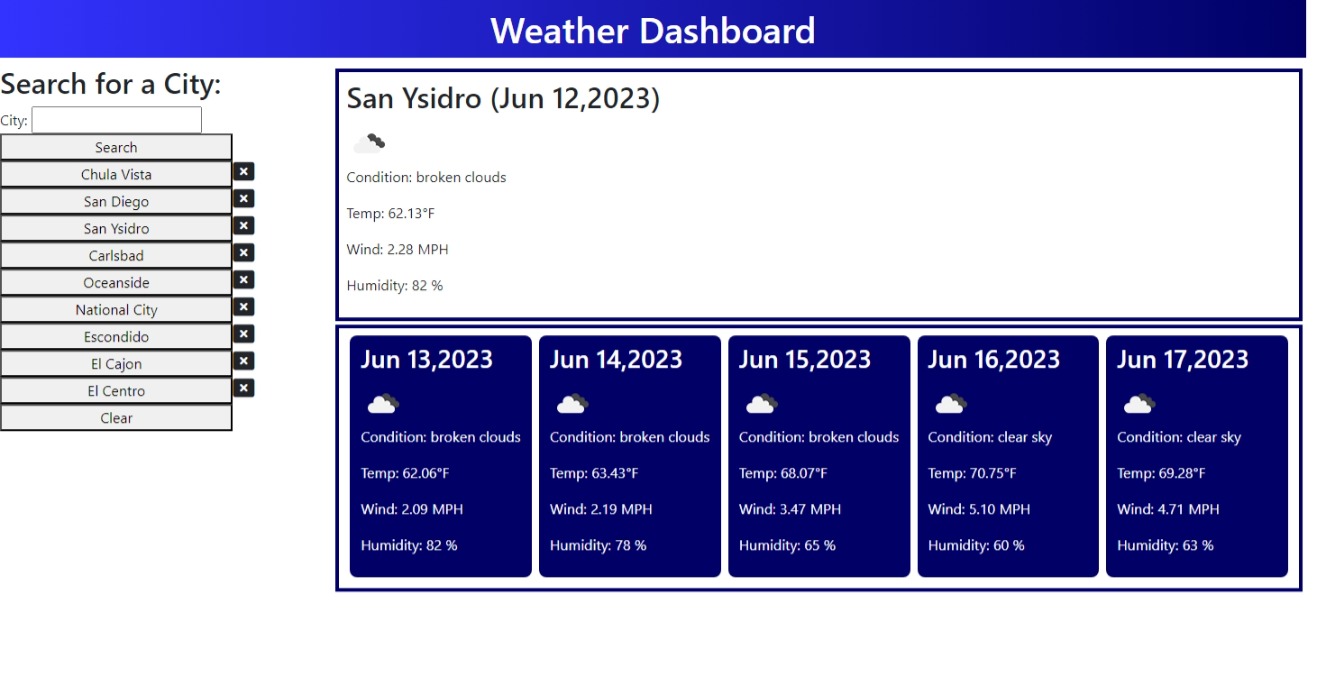 Weather Dashboard
Search for a City:
City:
Search
Chula Vista
San Diego
San Ysidro
Carlsbad
Oceanside
National City
Escondido
El Cajon
El Centro
Clear
San Ysidro (Jun 12,2023)
Condition: broken clouds
Temp: 62.13°F
Wind: 2.28 MPH
Humidity: 82 %
Jun 13,2023
Condition: broken clouds
Temp: 62.06°F
Wind: 2.09 MPH
Humidity: 82 %
Jun 14,2023
Condition: broken clouds
Temp: 63.43°F
Wind: 2.19 MPH
Humidity: 78 %
Jun 15,2023
Condition: broken clouds
Temp: 68.07°F
Wind: 3.47 MPH
Humidity: 65 %
Jun 16,2023
Condition: clear sky
Temp: 70.75°F
Wind: 5.10 MPH
Humidity: 60 %
Jun 17,2023
Condition: clear sky
Temp: 69.28°F
Wind: 4.71 MPH
Humidity: 63 %